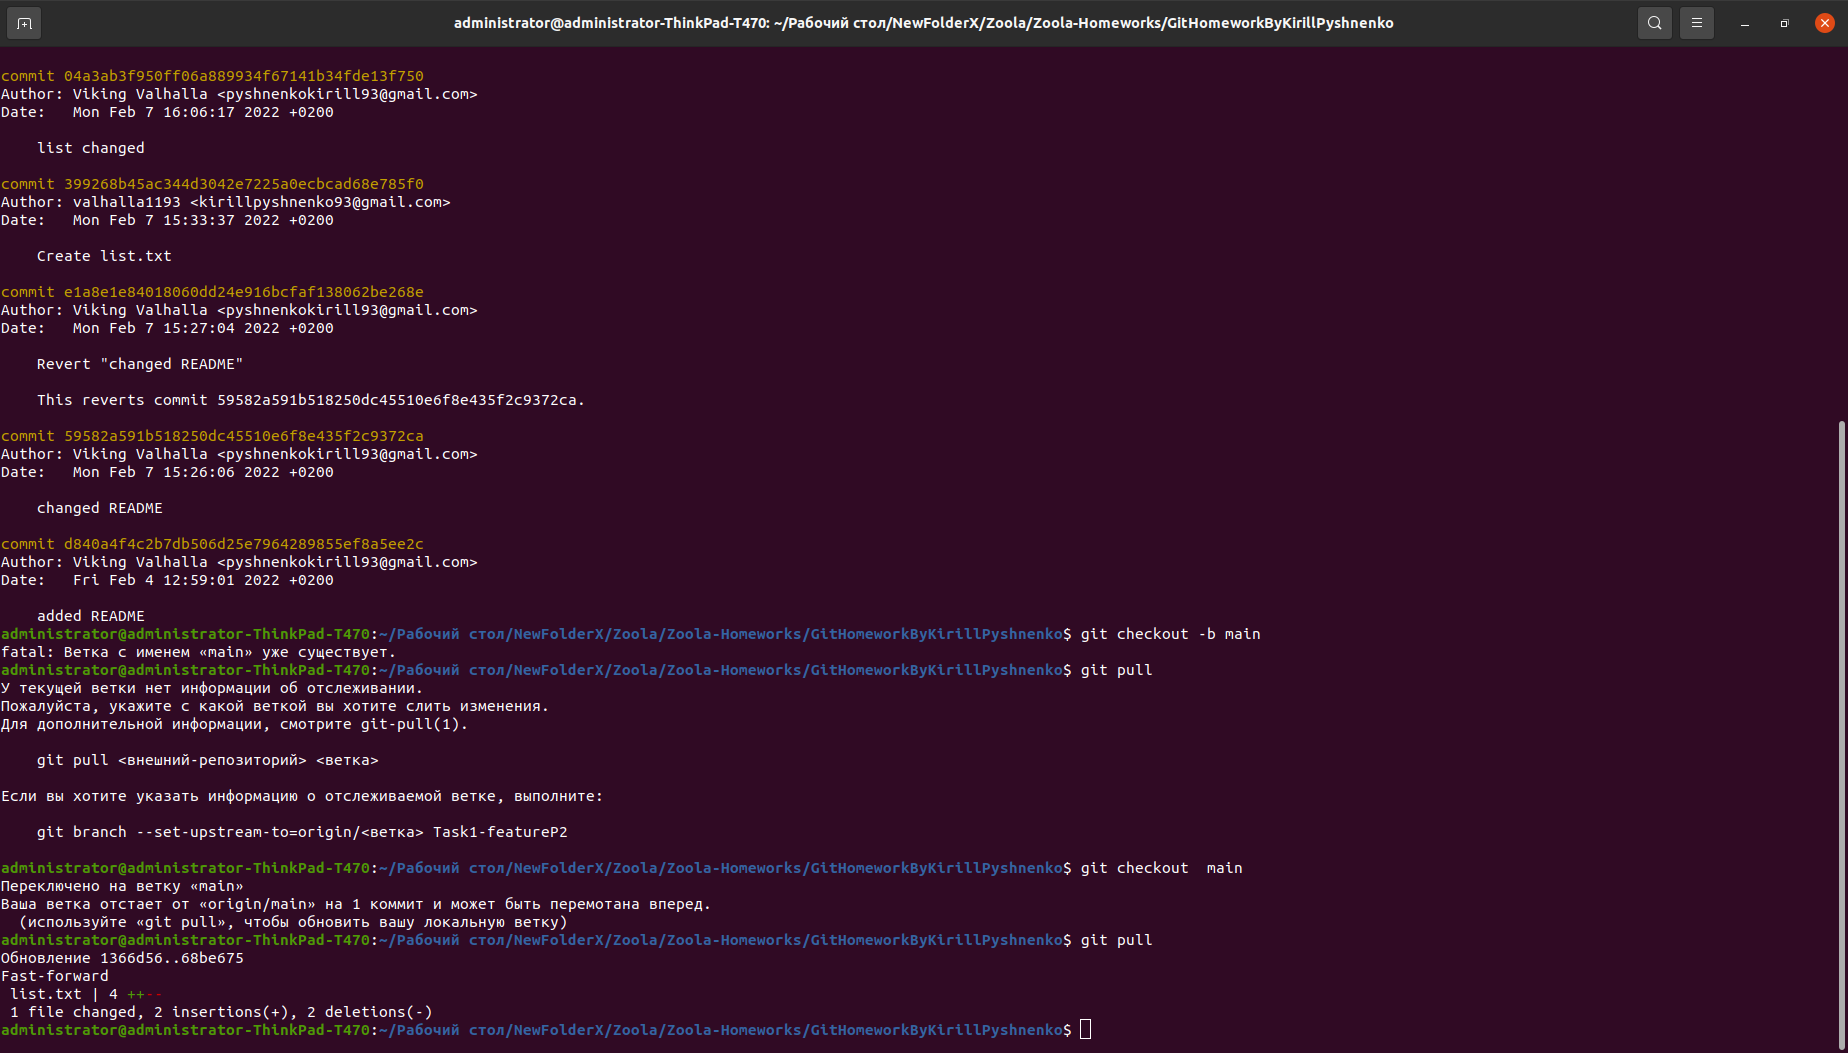 administrator@administrator-ThinkPad-T470: ~/Рабочий стол/NewFolderX/Zoola/Zoola-Homeworks/GitHomeworkByKirillPyshnenko
commit 04a3ab3f950ff06a889934f67141b34fde13f750
Author: Viking Valhalla <pyshnenkokirill93@gmail.com>
Date:   Mon Feb 7 16:06:17 2022 +0200
    list changed
commit 399268b45ac344d3042e7225a0ecbcad68e785f0
Author: valhalla1193 <kirillpyshnenko93@gmail.com>
Date:   Mon Feb 7 15:33:37 2022 +0200
    Create list.txt
commit e1a8e1e84018060dd24e916bcfaf138062be268e
Author: Viking Valhalla <pyshnenkokirill93@gmail.com>
Date:   Mon Feb 7 15:27:04 2022 +0200
    Revert "changed README"
    This reverts commit 59582a591b518250dc45510e6f8e435f2c9372ca.
commit 59582a591b518250dc45510e6f8e435f2c9372ca
Author: Viking Valhalla <pyshnenkokirill93@gmail.com>
Date:   Mon Feb 7 15:26:06 2022 +0200
    changed README
commit d840a4f4c2b7db506d25e7964289855ef8a5ee2c
Author: Viking Valhalla <pyshnenkokirill93@gmail.com>
Date:   Fri Feb 4 12:59:01 2022 +0200
    added README
administrator@administrator-ThinkPad-T470:~/Рабочий стол/NewFolderX/Zoola/Zoola-Homeworks/GitHomeworkByKirillPyshnenko$ git checkout -b main
fatal: Ветка с именем «main» уже существует.
administrator@administrator-ThinkPad-T470:~/Рабочий стол/NewFolderX/Zoola/Zoola-Homeworks/GitHomeworkByKirillPyshnenko$ git pull
У текущей ветки нет информации об отслеживании.
Пожалуйста, укажите с какой веткой вы хотите слить изменения.
Для дополнительной информации, смотрите git-pull(1).
    git pull <внешний-репозиторий> <ветка>
Если вы хотите указать информацию о отслеживаемой ветке, выполните:
    git branch --set-upstream-to=origin/<ветка> Task1-featureP2
administrator@administrator-ThinkPad-T470:~/Рабочий стол/NewFolderX/Zoola/Zoola-Homeworks/GitHomeworkByKirillPyshnenko$ git checkout  main
Переключено на ветку «main»
Ваша ветка отстает от «origin/main» на 1 коммит и может быть перемотана вперед.
  (используйте «git pull», чтобы обновить вашу локальную ветку)
administrator@administrator-ThinkPad-T470:~/Рабочий стол/NewFolderX/Zoola/Zoola-Homeworks/GitHomeworkByKirillPyshnenko$ git pull
Обновление 1366d56..68be675
Fast-forward
 list.txt | 4 ++--
 1 file changed, 2 insertions(+), 2 deletions(-)
administrator@administrator-ThinkPad-T470:~/Рабочий стол/NewFolderX/Zoola/Zoola-Homeworks/GitHomeworkByKirillPyshnenko$